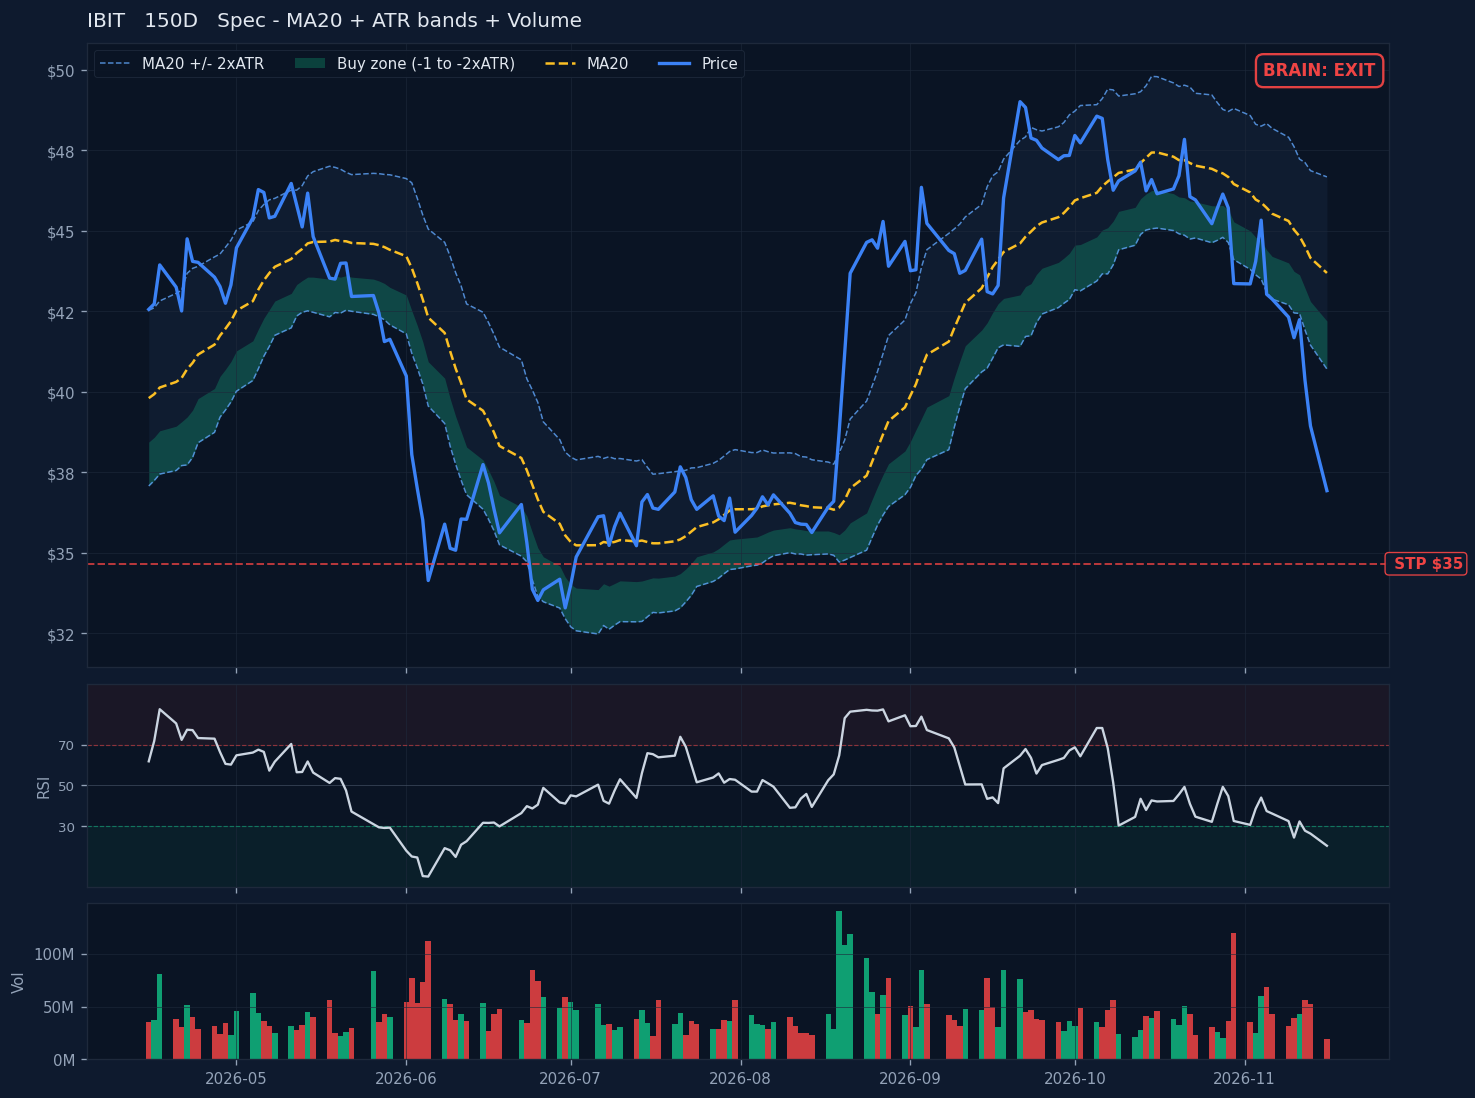 IBIT 150D Spec - MA20 + ATR bands + Volume
MA20 +/- 2xATR
Buy zone (-1 to -2xATR)
MA20
Price
BRAIN: EXIT
$50
$48
$45
$42
$40
$38
$35
$32
STP $35
RSI
70
50
30
Vol
100M
50M
0M
2026-05
2026-06
2026-07
2026-08
2026-09
2026-10
2026-11